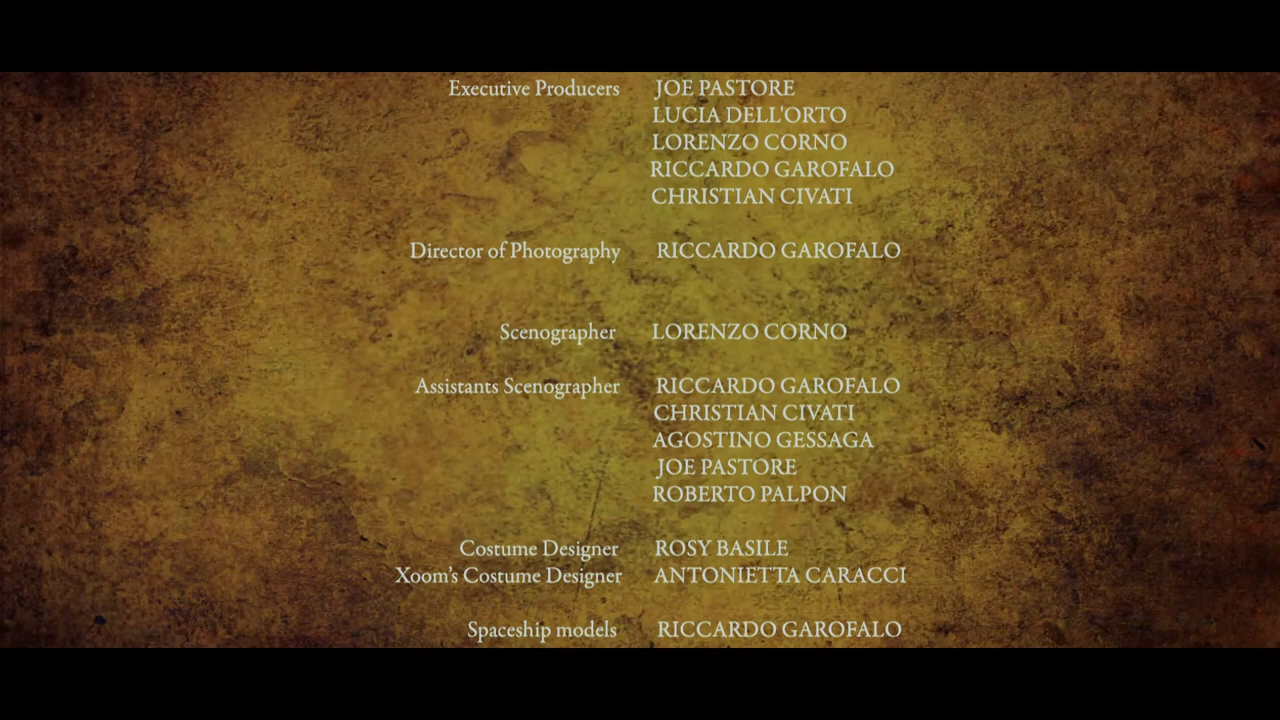 Executive Producers JOE PASTORE
LUCIA DELL'ORTO
LORENZO CORNO
RICCARDO GAROFALO
CHRISTIAN CIVATI
Director of Photography RICCARDO GAROFALO
Scenographer LORENZO CORNO
Assistants Scenographer RICCARDO GAROFALO
CHRISTIAN CIVATI
AGOSTINO GESSAGA
JOE PASTORE
ROBERTO PALPON
Costume Designer ROSY BASILE
Xoom’s Costume Designer ANTONIETTA CARACCI
Spaceship models RICCARDO GAROFALO